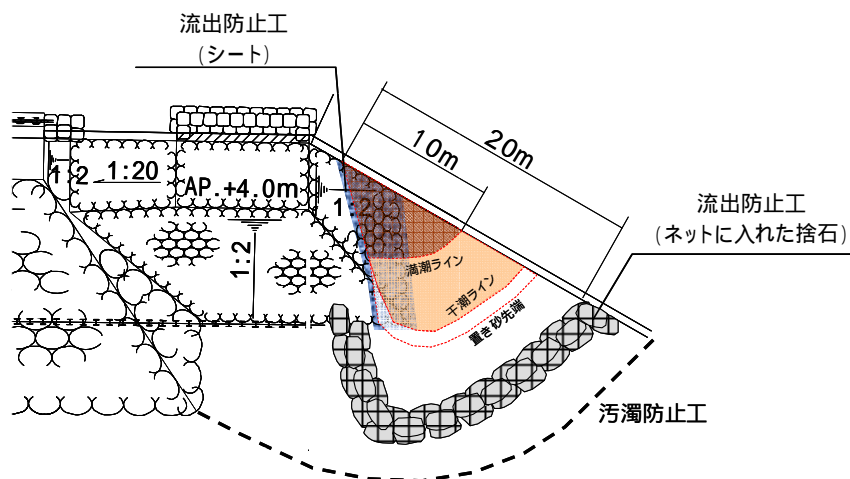 流出防止工
(シート)
10m
20m
流出防止工
(ネットに入れた捨石)
1:2
1:20
AP.+4.0m
1:2
1:2
満潮ライン
干潮ライン
置き砂先端
汚濁防止工